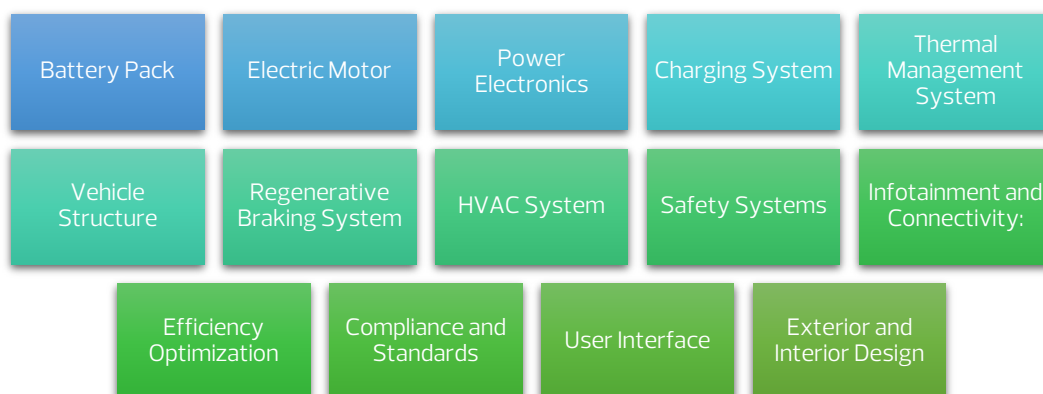 Battery Pack
Electric Motor
Power
Electronics
Charging System
Thermal
Management
System
Vehicle
Structure
Regenerative
Braking System
HVAC System
Safety Systems
Infotainment and
Connectivity:
Efficiency
Optimization
Compliance and
Standards
User Interface
Exterior and
Interior Design